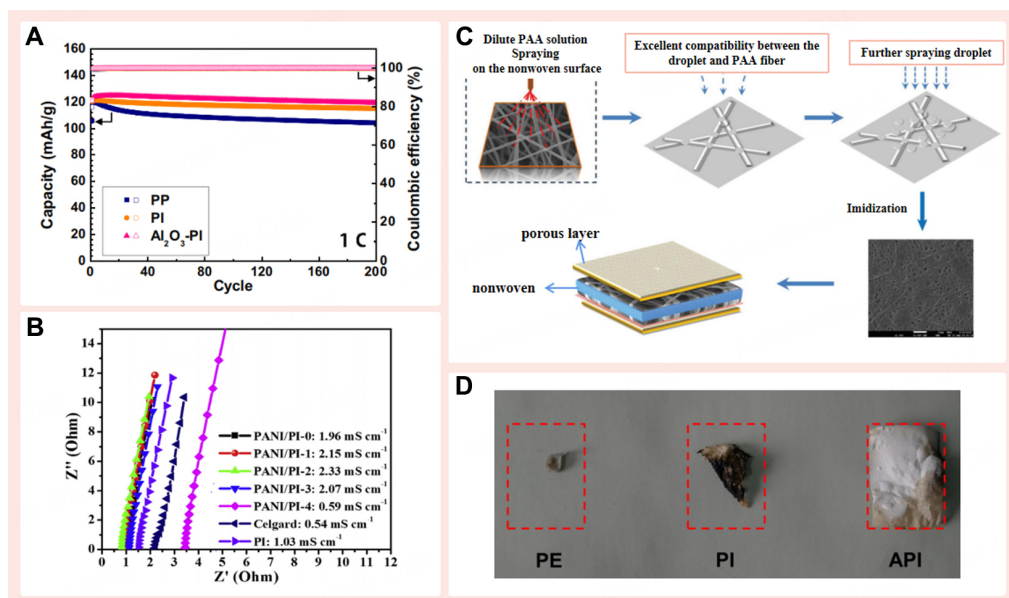 A
160
140
120
100
80
60
40
20
0
Capacity (mAh/g)
100
80
60
40
20
0
Coulombic efficiency (%)
PP
PI
Al₂O₃-PI
1 C
0 40 80 120 160 200
Cycle
B
14
12
10
8
6
4
2
0
Z'' (Ohm)
PANI/PI-0: 1.96 mS cm⁻¹
PANI/PI-1: 2.15 mS cm⁻¹
PANI/PI-2: 2.33 mS cm⁻¹
PANI/PI-3: 2.07 mS cm⁻¹
PANI/PI-4: 0.59 mS cm⁻¹
Celgard: 0.54 mS cm⁻¹
PI: 1.03 mS cm⁻¹
0 1 2 3 4 5 6 7 8 9 10 11 12
Z' (Ohm)
C
Dilute PAA solution
Spraying
on the nonwoven surface
Excellent compatibility between the
droplet and PAA fiber
Further spraying droplet
Imidization
porous layer
nonwoven
D
PE PI API